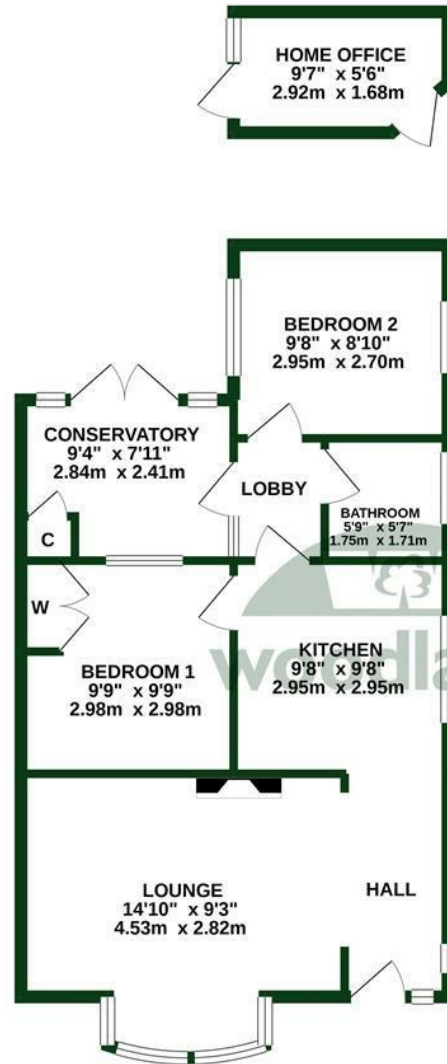 HOME OFFICE
9'7" x 5'6"
2.92m x 1.68m
BEDROOM 2
9'8" x 8'10"
2.95m x 2.70m
CONSERVATORY
9'4" x 7'11"
2.84m x 2.41m
LOBBY
BATHROOM
5'9" x 5'7"
1.75m x 1.71m
C
W
BEDROOM 1
9'9" x 9'9"
2.98m x 2.98m
KITCHEN
9'8" x 9'8"
2.95m x 2.95m
woodla
LOUNGE
14'10" x 9'3"
4.53m x 2.82m
HALL